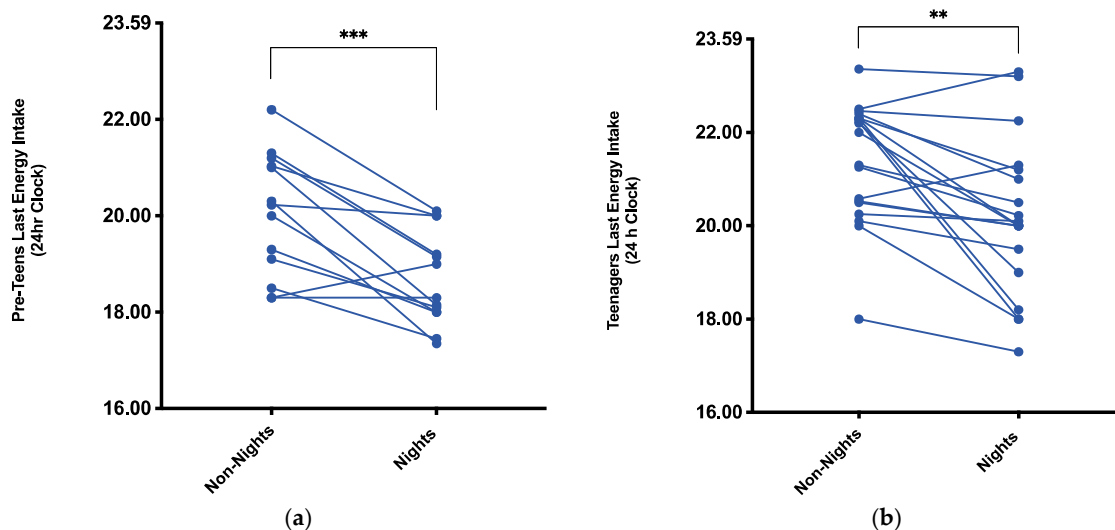 Pre-Teens Last Energy Intake
(24hr Clock)
23.59
22.00
20.00
18.00
16.00
***
Non-Nights
Nights
(a)
Teenagers Last Energy Intake
(24 h Clock)
23.59
22.00
20.00
18.00
16.00
**
Non-Nights
Nights
(b)